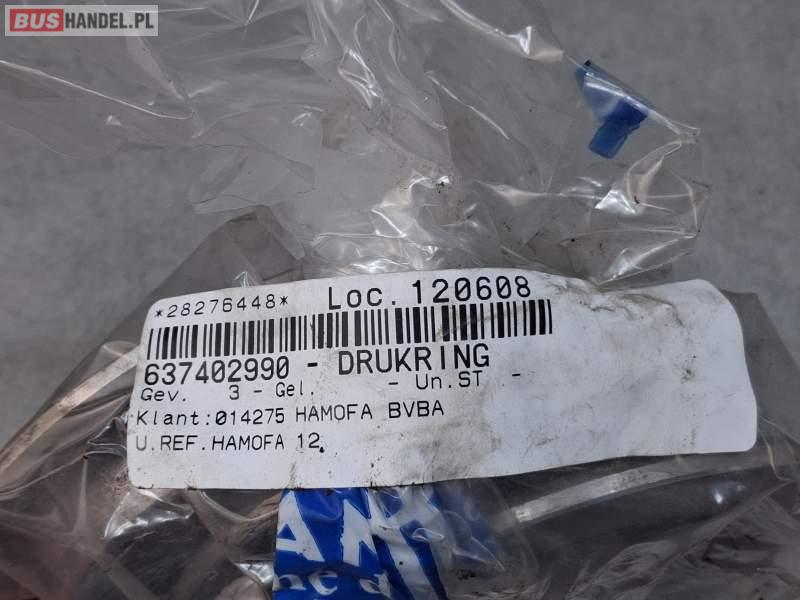 BUSHANDEL.PL
*28276448* Loc. 120608
637402990 - DRUKRING
Gev. 3 - Gel. - Un.ST -
Klant:014275 HAMOFA BVBA
U.REF.HAMOFA 12